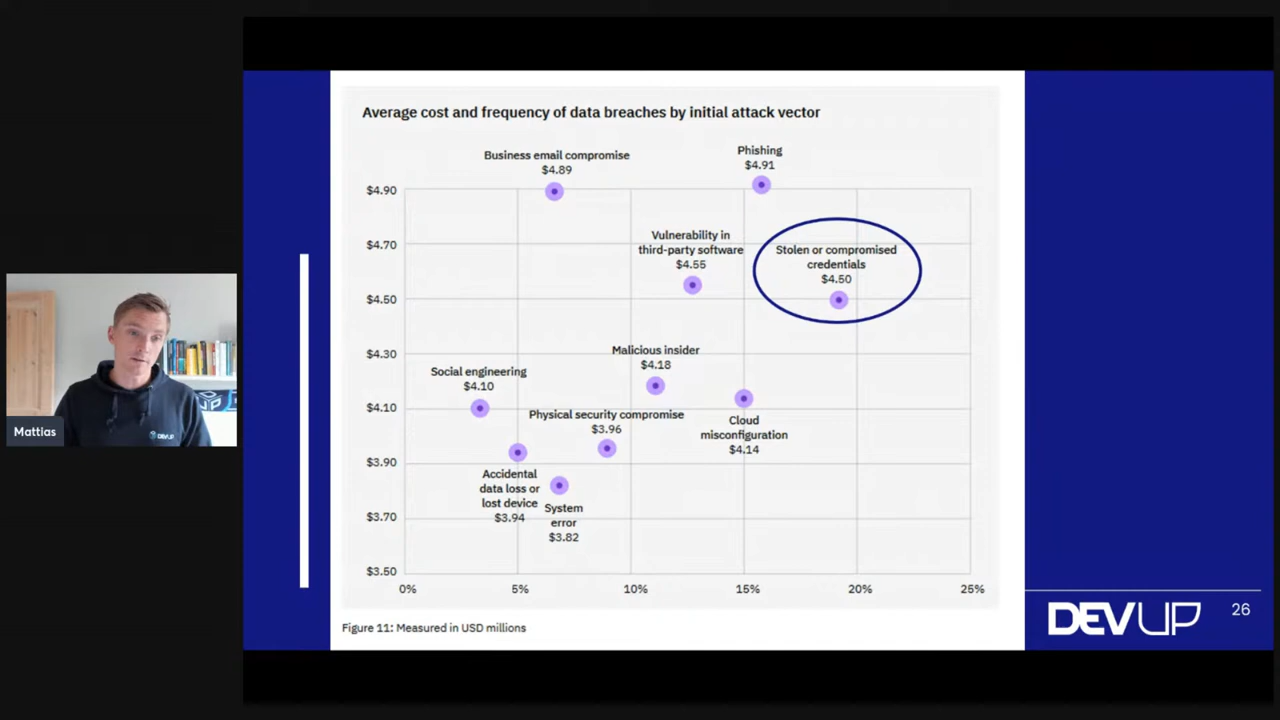 Average cost and frequency of data breaches by initial attack vector
Business email compromise
$4.89
Phishing
$4.91
$4.90
Vulnerability in
third-party software
$4.55
Stolen or compromised
credentials
$4.50
$4.70
$4.50
Malicious insider
$4.18
$4.30
Social engineering
$4.10
$4.10
Physical security compromise
$3.96
Cloud
misconfiguration
$4.14
$3.90
Accidental
data loss or
lost device
$3.94
System
error
$3.82
$3.70
$3.50
0%
5%
10%
15%
20%
25%
Figure 11: Measured in USD millions
Mattias
DEVUP
DEVUP
26